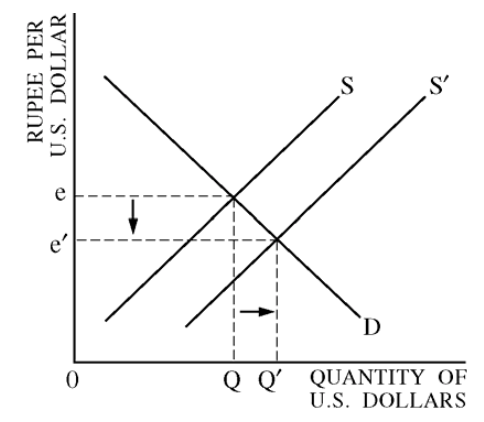 RUPEE PER
U.S. DOLLAR
S
S′
e
e′
D
0
Q
Q′
QUANTITY OF
U.S. DOLLARS